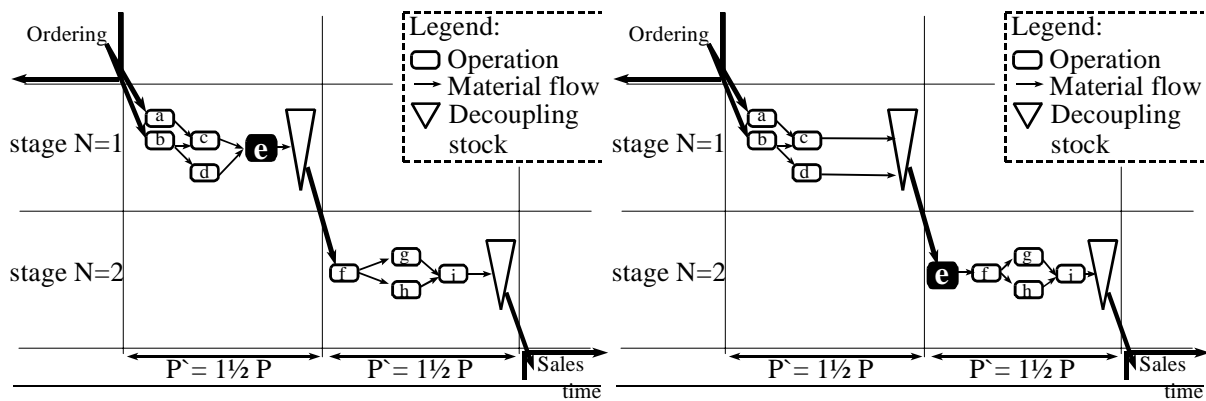 Ordering
Legend:
Operation
Material flow
Decoupling
stock
stage N=1
a
b
c
d
e
stage N=2
f
g
h
i
P`= 1½ P
P`= 1½ P
Sales
time
Ordering
Legend:
Operation
Material flow
Decoupling
stock
stage N=1
a
b
c
d
stage N=2
e
f
g
h
i
P`= 1½ P
P`= 1½ P
Sales
time